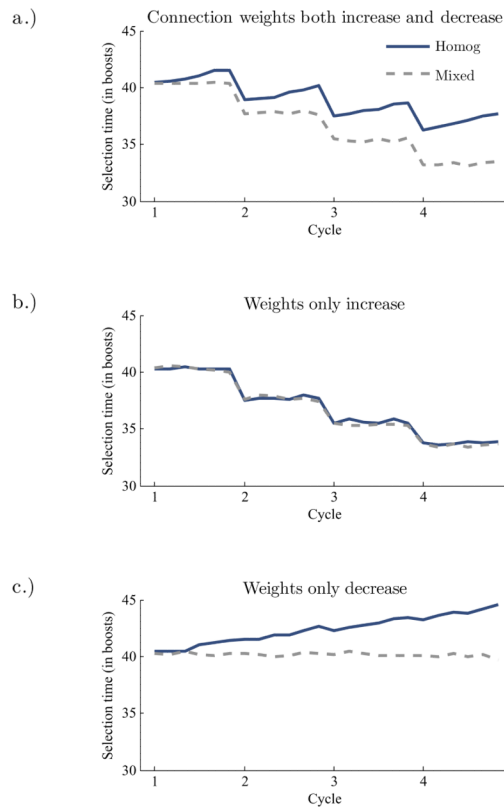 a.)
Connection weights both increase and decrease
Selection time (in boosts)
45
40
35
30
Homog
Mixed
1 2 3 4
Cycle
b.)
Weights only increase
Selection time (in boosts)
45
40
35
30
1 2 3 4
Cycle
c.)
Weights only decrease
Selection time (in boosts)
45
40
35
30
1 2 3 4
Cycle